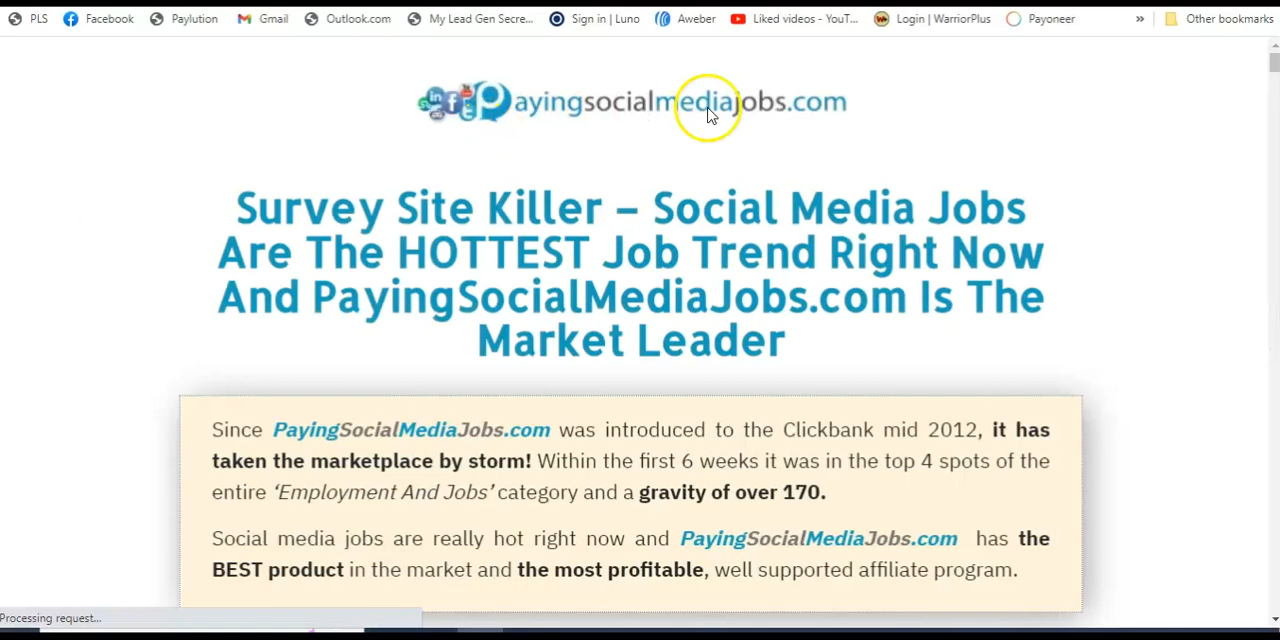 PLS Facebook Paylution Gmail Outlook.com My Lead Gen Secre... Sign in | Luno Aweber Liked videos - YouT... Login | WarriorPlus Payoneer » Other bookmarks
payingsocialmediajobs.com
Survey Site Killer – Social Media Jobs
Are The HOTTEST Job Trend Right Now
And PayingSocialMediaJobs.com Is The
Market Leader
Since PayingSocialMediaJobs.com was introduced to the Clickbank mid 2012, it has
taken the marketplace by storm! Within the first 6 weeks it was in the top 4 spots of the
entire ‘Employment And Jobs’ category and a gravity of over 170.
Social media jobs are really hot right now and PayingSocialMediaJobs.com has the
BEST product in the market and the most profitable, well supported affiliate program.
Processing request...